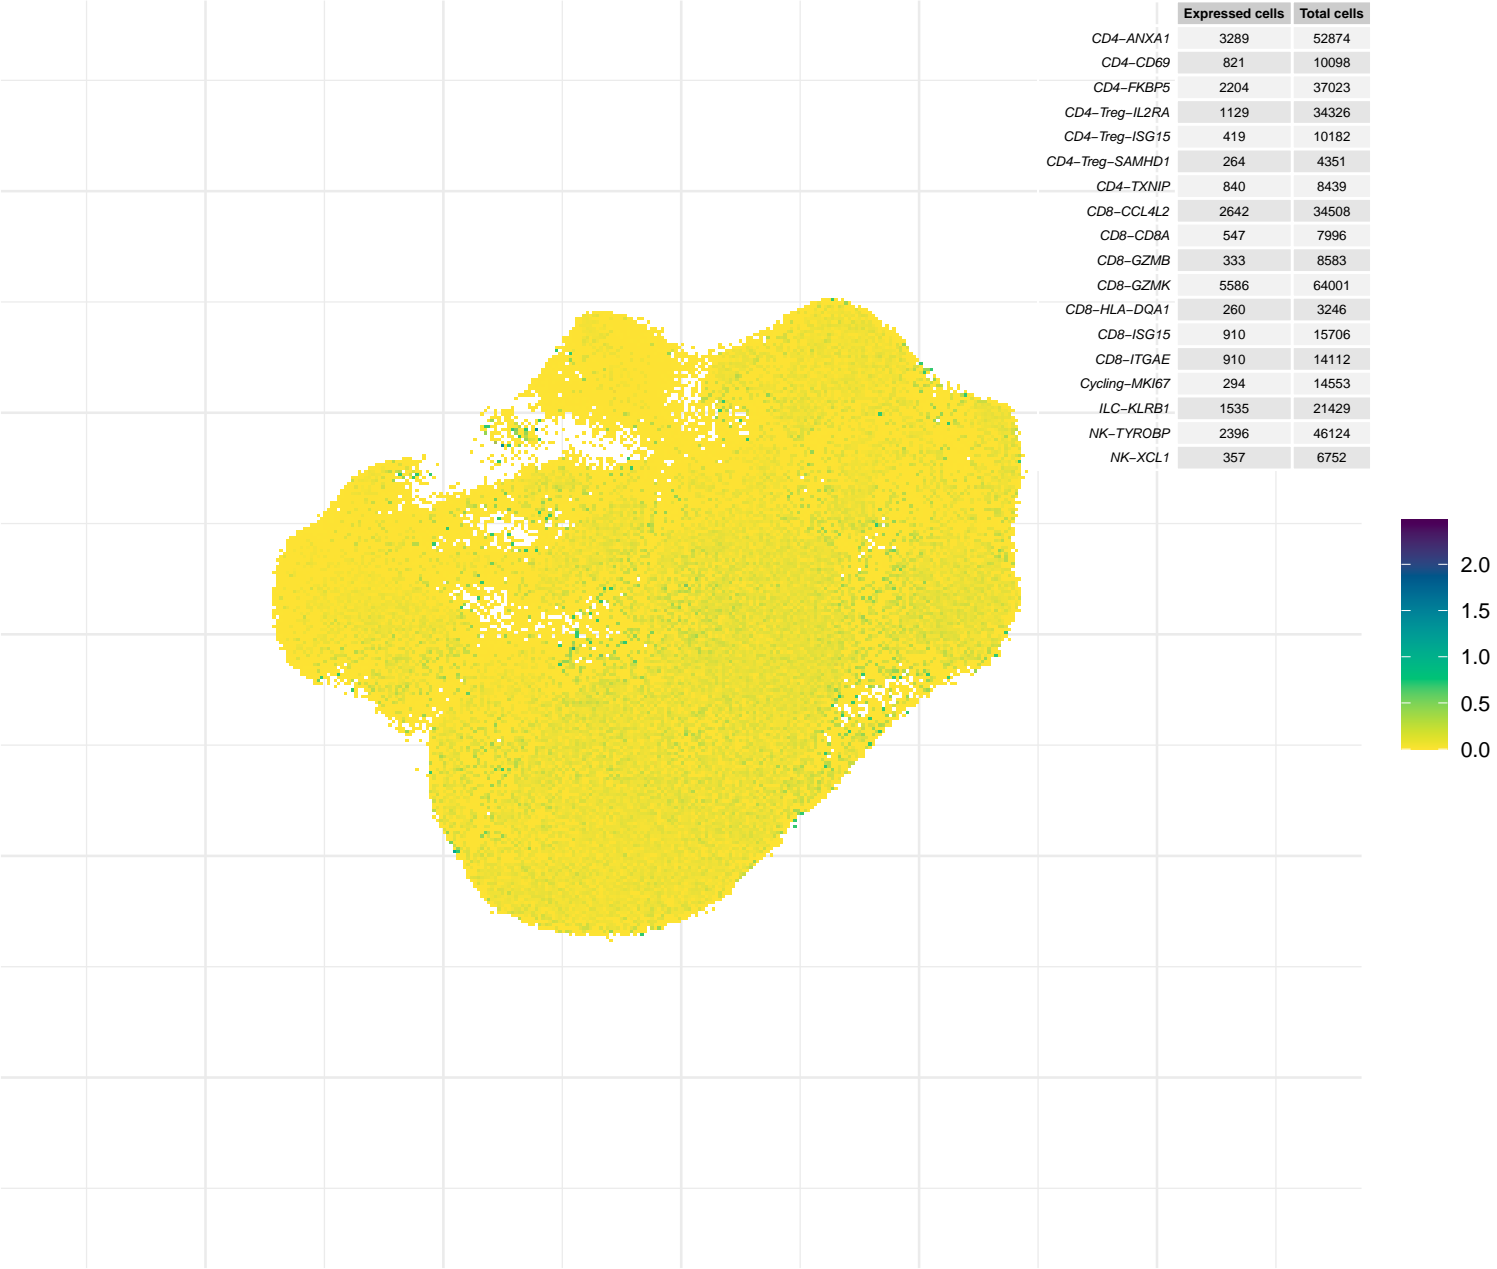 Expressed cells Total cells
CD4−ANXA1 3289 52874
CD4−CD69 821 10098
CD4−FKBP5 2204 37023
CD4−Treg−IL2RA 1129 34326
CD4−Treg−ISG15 419 10182
CD4−Treg−SAMHD1 264 4351
CD4−TXNIP 840 8439
CD8−CCL4L2 2642 34508
CD8−CD8A 547 7996
CD8−GZMB 333 8583
CD8−GZMK 5586 64001
CD8−HLA−DQA1 260 3246
CD8−ISG15 910 15706
CD8−ITGAE 910 14112
Cycling−MKI67 294 14553
ILC−KLRB1 1535 21429
NK−TYROBP 2396 46124
NK−XCL1 357 6752
2.0
1.5
1.0
0.5
0.0